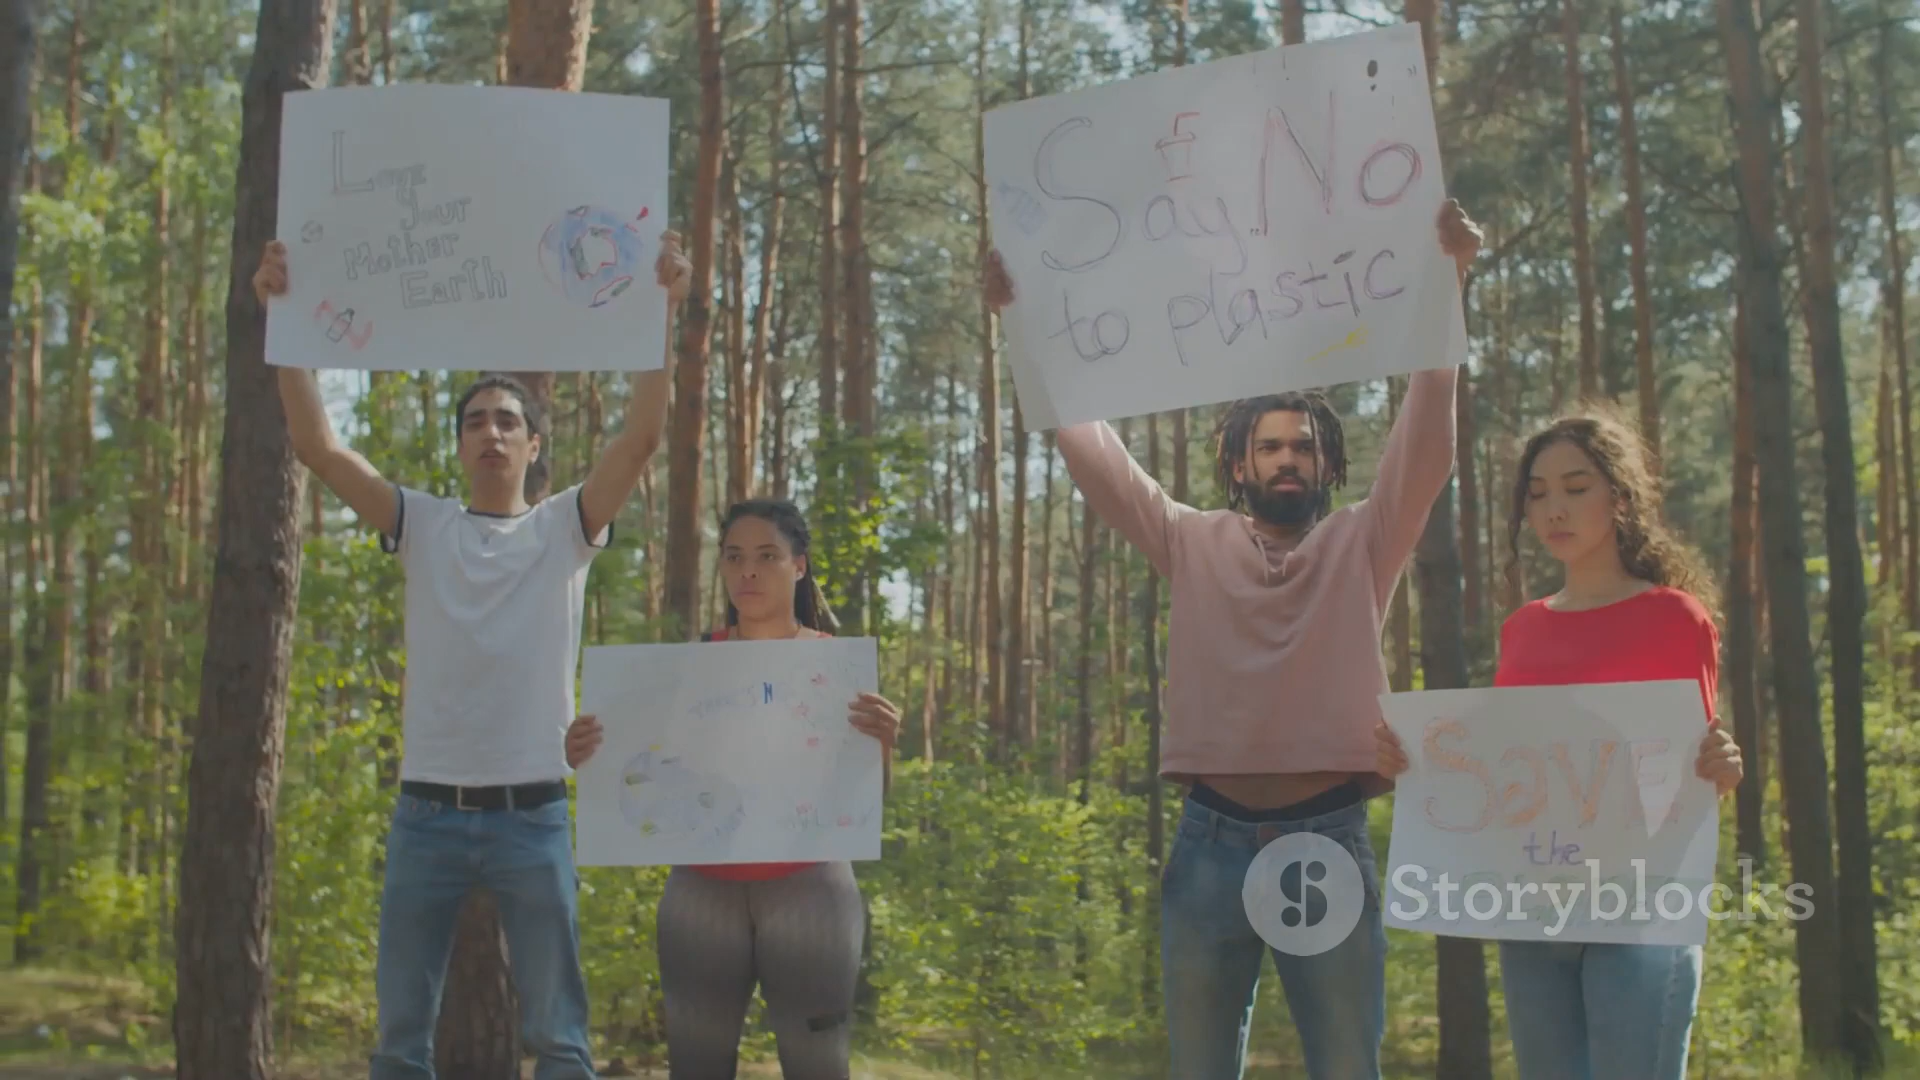 Love
your
Mother
Earth
Say No
to plastic
SAVE
the
Storyblocks